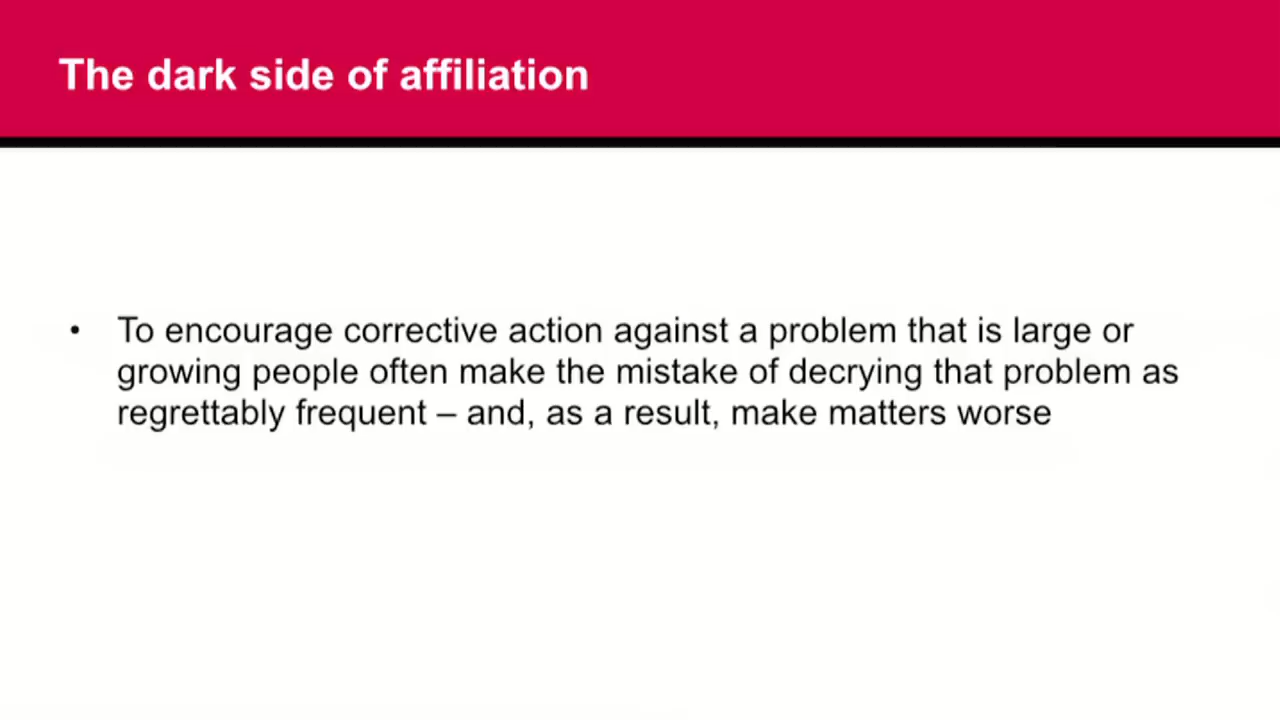 The dark side of affiliation
• To encourage corrective action against a problem that is large or
growing people often make the mistake of decrying that problem as
regrettably frequent – and, as a result, make matters worse